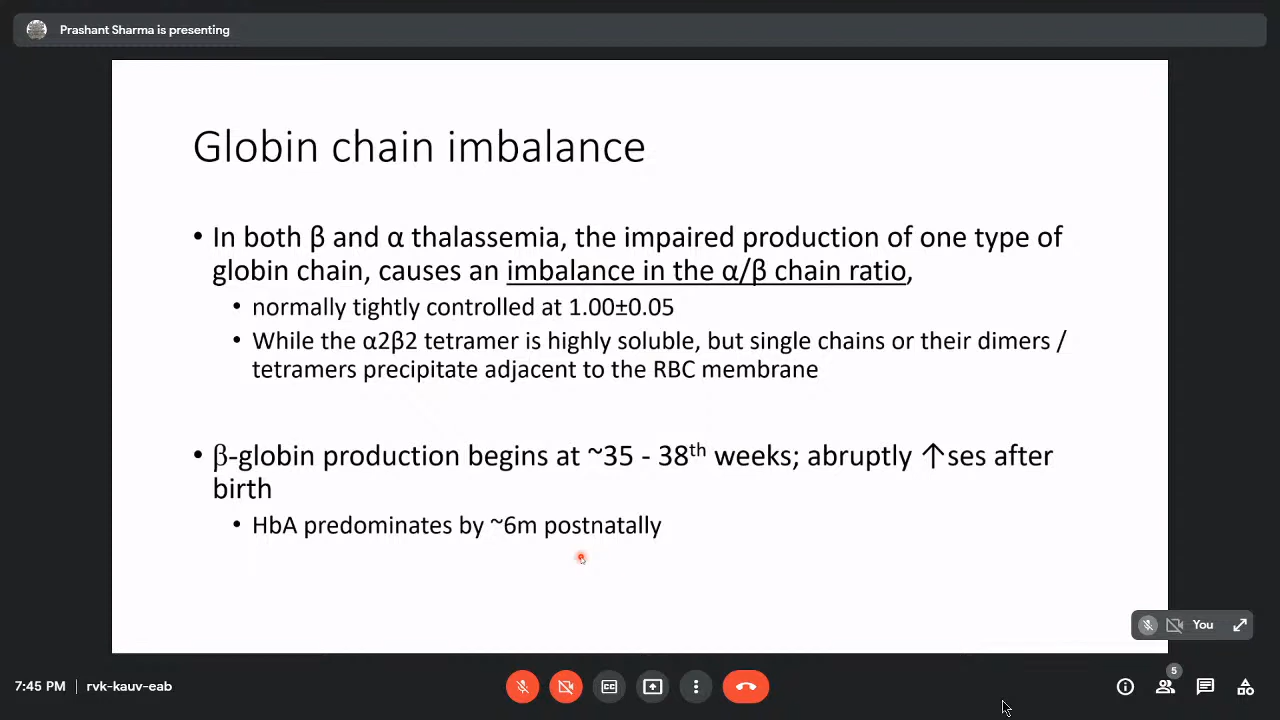 Prashant Sharma is presenting
Globin chain imbalance
• In both β and α thalassemia, the impaired production of one type of
globin chain, causes an imbalance in the α/β chain ratio,
• normally tightly controlled at 1.00±0.05
• While the α2β2 tetramer is highly soluble, but single chains or their dimers /
tetramers precipitate adjacent to the RBC membrane
• β-globin production begins at ~35 - 38th weeks; abruptly ↑ses after
birth
• HbA predominates by ~6m postnatally
You
7:45 PM | rvk-kauv-eab
CC
5